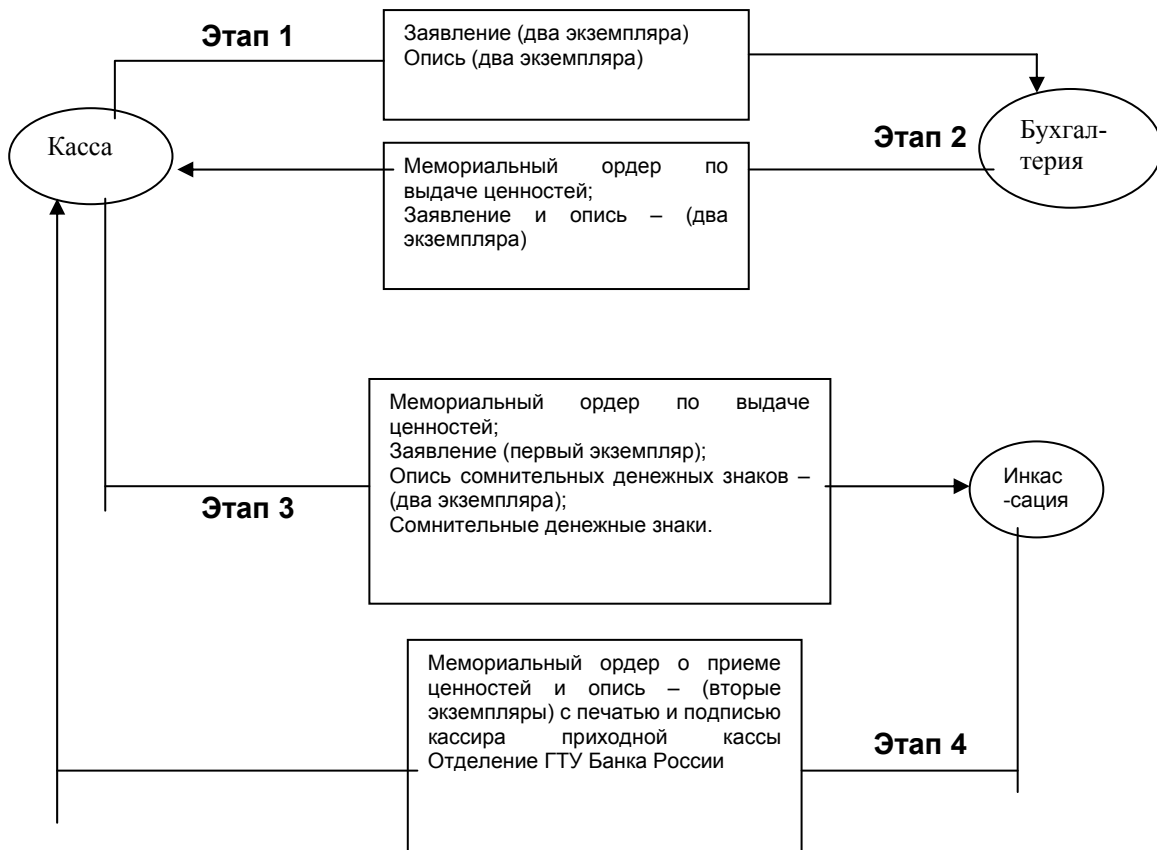 Этап 1
Заявление (два экземпляра)
Опись (два экземпляра)
Касса
Этап 2
Бухгал-
терия
Мемориальный ордер по
выдаче ценностей;
Заявление и опись – (два
экземпляра)
Этап 3
Мемориальный ордер по выдаче
ценностей;
Заявление (первый экземпляр);
Опись сомнительных денежных знаков –
(два экземпляра);
Сомнительные денежные знаки.
Инкас
-сация
Мемориальный ордер о приеме
ценностей и опись – (вторые
экземпляры) с печатью и подписью
кассира приходной кассы
Отделение ГТУ Банка России
Этап 4